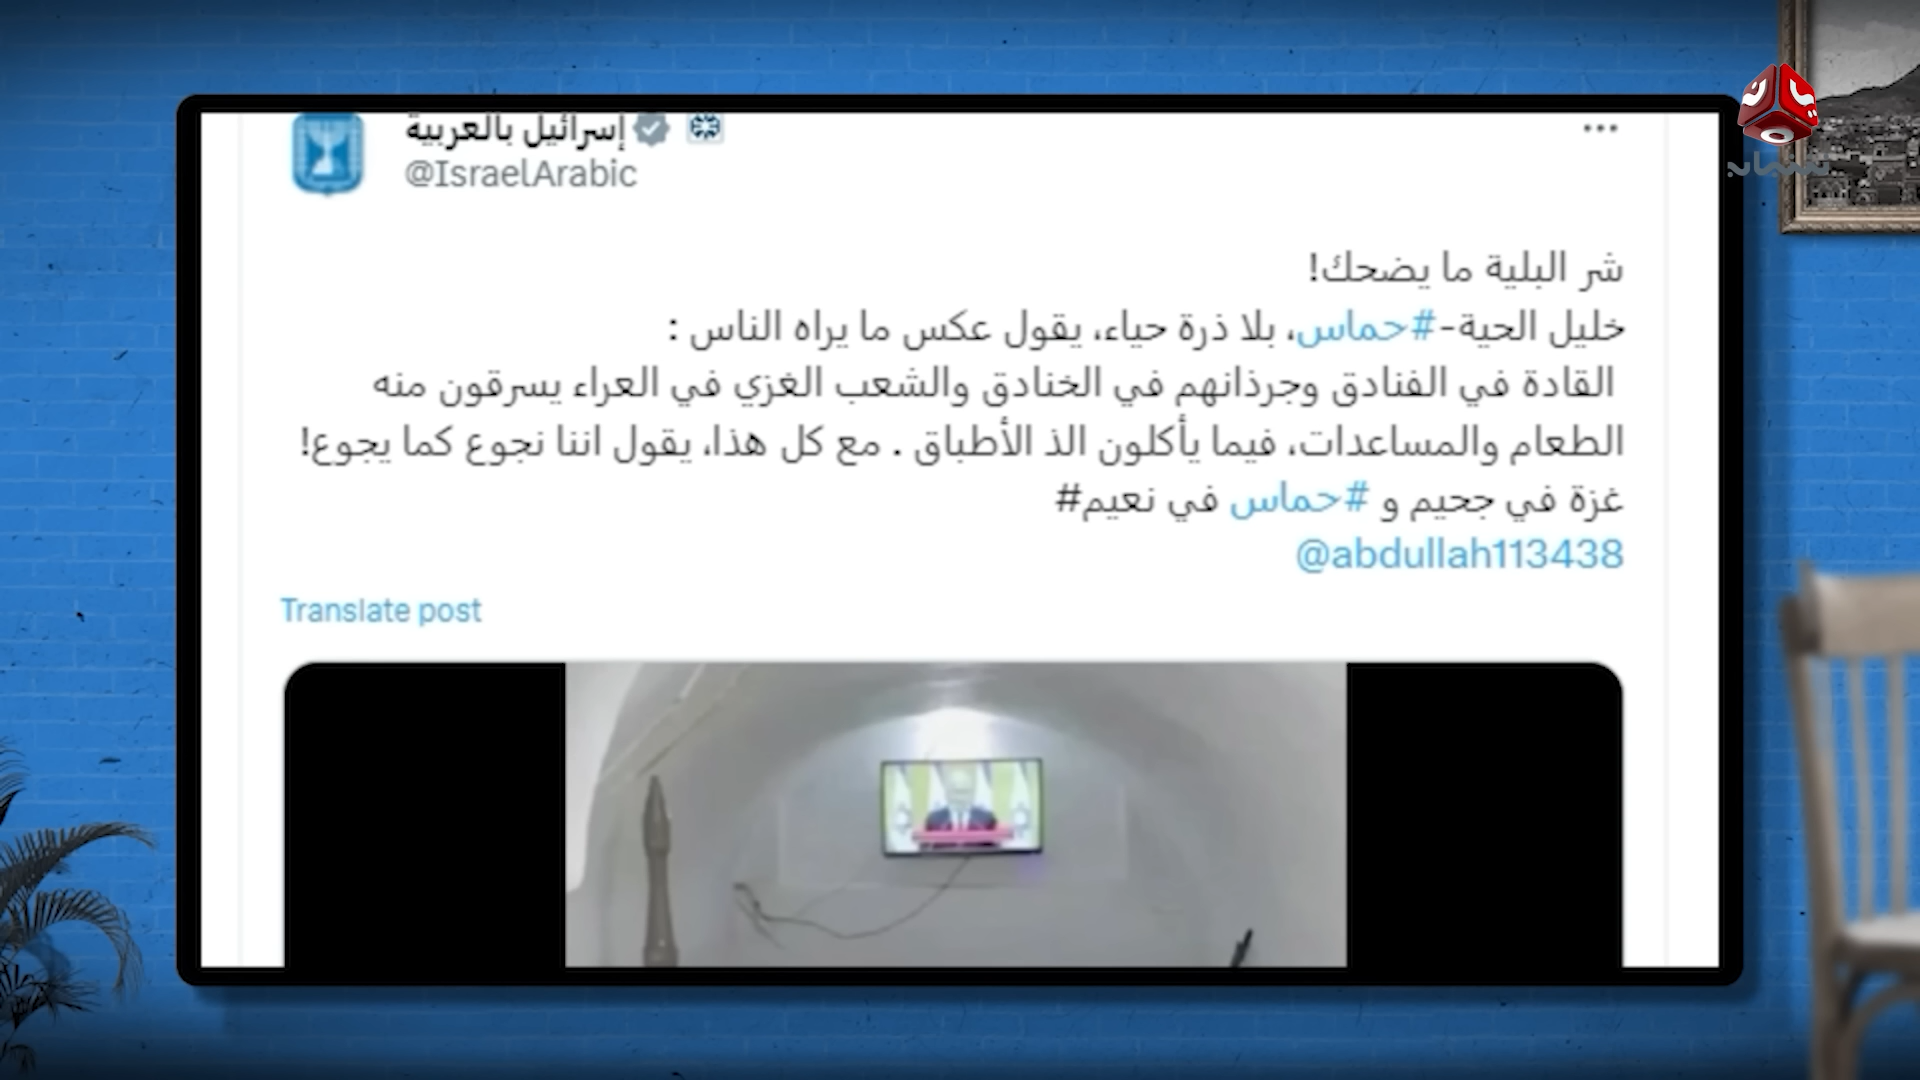 إسرائيل بالعربية
@IsraelArabic
شر البلية ما يضحك!
خليل الحية-#حماس، بلا ذرة حياء، يقول عكس ما يراه الناس :
القادة في الفنادق وجرذانهم في الخنادق والشعب الغزي في العراء يسرقون منه
الطعام والمساعدات، فيما يأكلون الذ الأطباق . مع كل هذا، يقول اننا نجوع كما يجوع!
غزة في جحيم و #حماس في نعيم#
@abdullah113438
Translate post